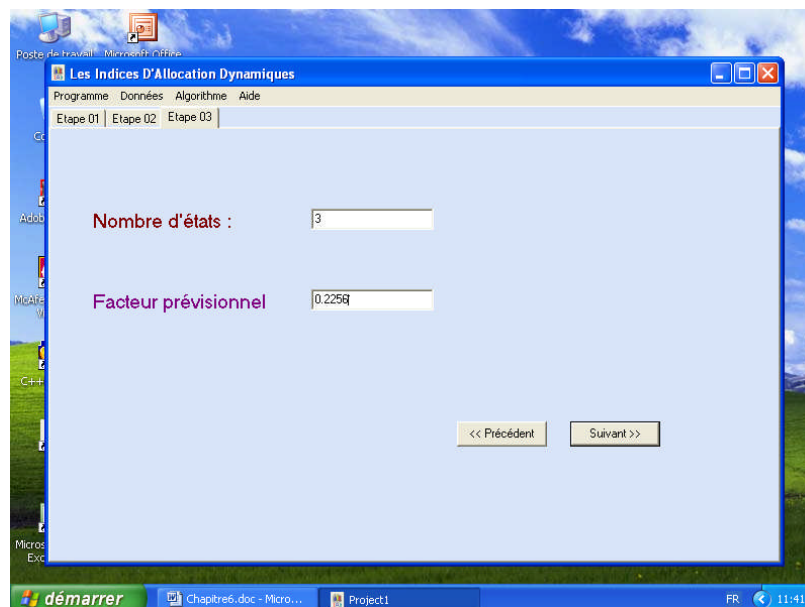 Poste de travail Microsoft Office
Les Indices D'Allocation Dynamiques
Programme Données Algorithme Aide
Etape 01 Etape 02 Etape 03
Nombre d'états : 3
Facteur prévisionnel 0.2256
<< Précédent Suivant >>
Adob
McAfe
C++
Micros
Exc
démarrer Chapitre6.doc - Micro... Project1 FR 11:41